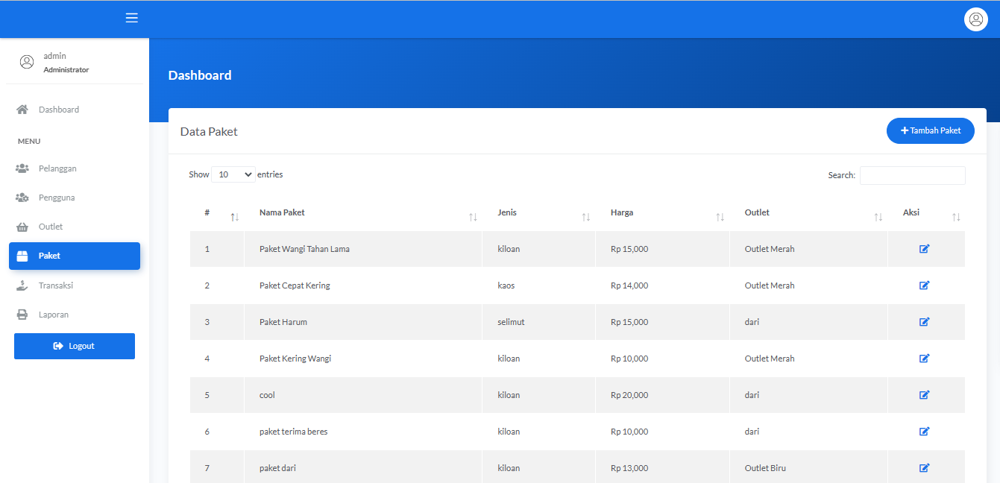 admin
Administrator
Dashboard
Dashboard
MENU
Pelanggan
Pengguna
Outlet
Paket
Transaksi
Laporan
Logout
Data Paket
Tambah Paket
Show 10 entries
Search:
# Nama Paket Jenis Harga Outlet Aksi
1 Paket Wangi Tahan Lama kiloan Rp 15,000 Outlet Merah
2 Paket Cepat Kering kaos Rp 14,000 Outlet Merah
3 Paket Harum selimut Rp 15,000 dari
4 Paket Kering Wangi kiloan Rp 10,000 Outlet Merah
5 cool kiloan Rp 20,000 dari
6 paket terima beres kiloan Rp 10,000 dari
7 paket dari kiloan Rp 13,000 Outlet Biru